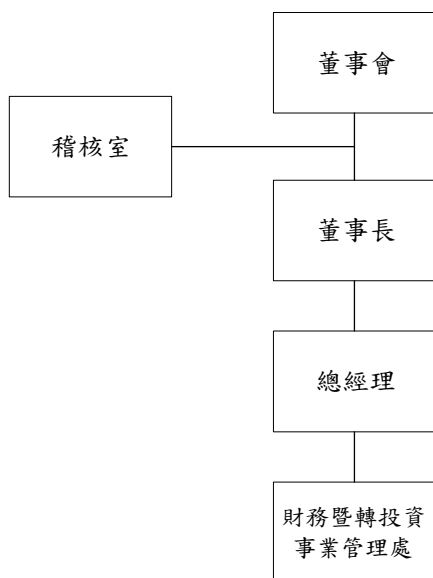 董事會
稽核室
董事長
總經理
財務暨轉投資
事業管理處